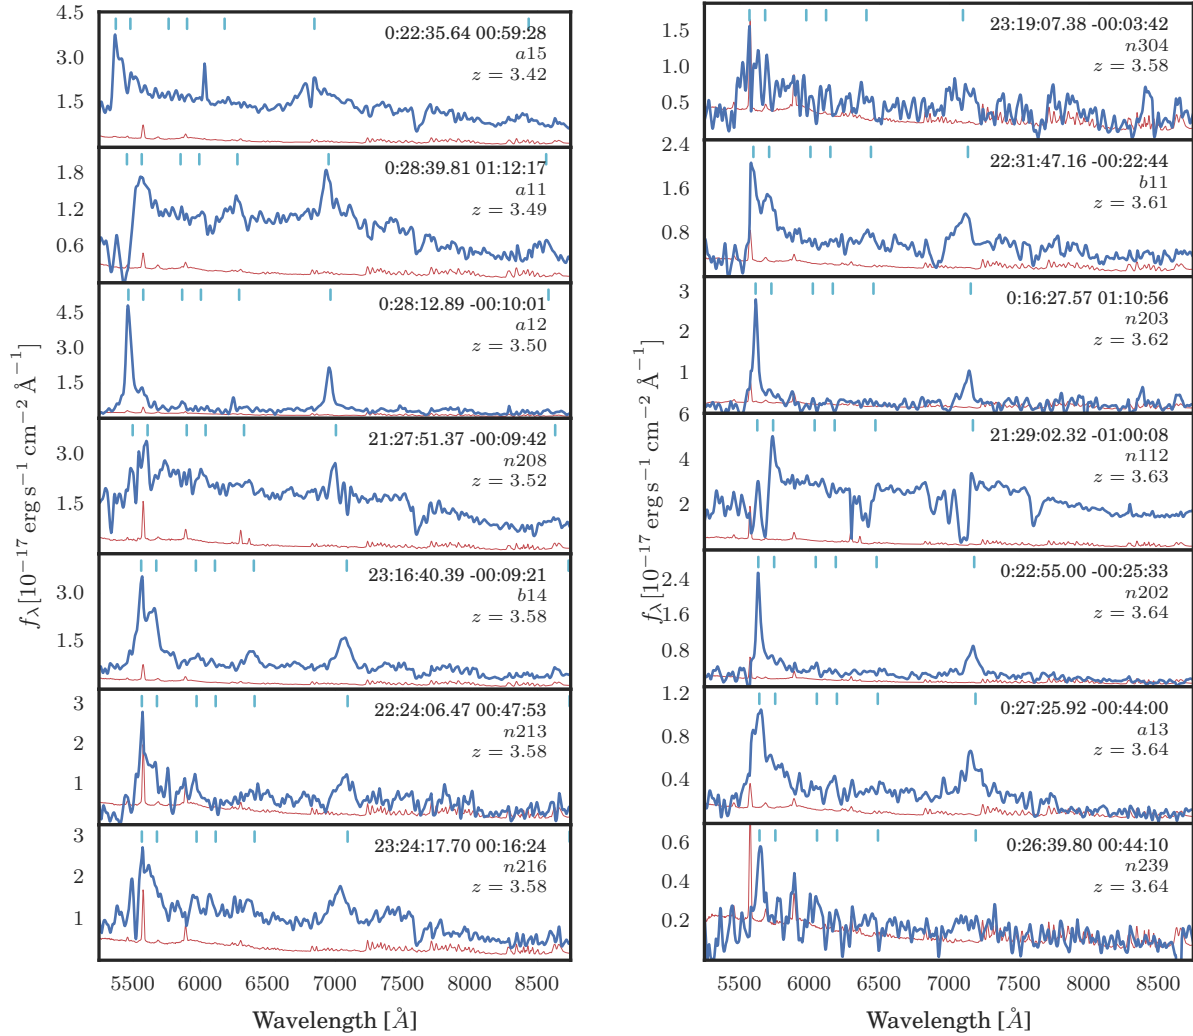 4.5
3.0
1.5
0:22:35.64 00:59:28
a15
z = 3.42
1.8
1.2
0.6
0:28:39.81 01:12:17
a11
z = 3.49
4.5
3.0
1.5
0:28:12.89 -00:10:01
a12
z = 3.50
3.0
1.5
21:27:51.37 -00:09:42
n208
z = 3.52
3.0
1.5
23:16:40.39 -00:09:21
b14
z = 3.58
3
2
1
22:24:06.47 00:47:53
n213
z = 3.58
3
2
1
23:24:17.70 00:16:24
n216
z = 3.58
5500 6000 6500 7000 7500 8000 8500
Wavelength [Å]
fλ[10⁻¹⁷ erg s⁻¹ cm⁻² Å⁻¹]
1.5
1.0
0.5
23:19:07.38 -00:03:42
n304
z = 3.58
2.4
1.6
0.8
22:31:47.16 -00:22:44
b11
z = 3.61
3
2
1
0:16:27.57 01:10:56
n203
z = 3.62
6
4
2
21:29:02.32 -01:00:08
n112
z = 3.63
2.4
1.6
0.8
0:22:55.00 -00:25:33
n202
z = 3.64
1.2
0.8
0.4
0:27:25.92 -00:44:00
a13
z = 3.64
0.6
0.4
0.2
0:26:39.80 00:44:10
n239
z = 3.64
5500 6000 6500 7000 7500 8000 8500
Wavelength [Å]
fλ[10⁻¹⁷ erg s⁻¹ cm⁻² Å⁻¹]